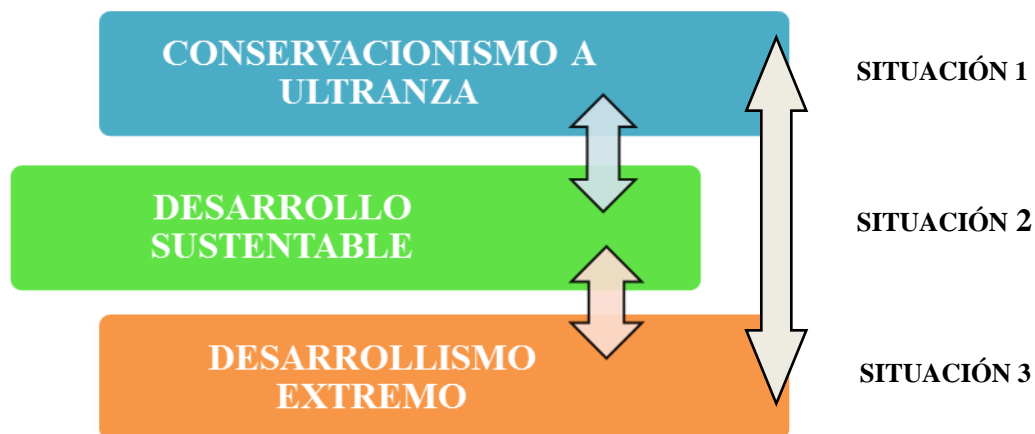 CONSERVACIONISMO A
ULTRANZA
SITUACIÓN 1
DESARROLLO
SUSTENTABLE
SITUACIÓN 2
DESARROLLISMO
EXTREMO
SITUACIÓN 3